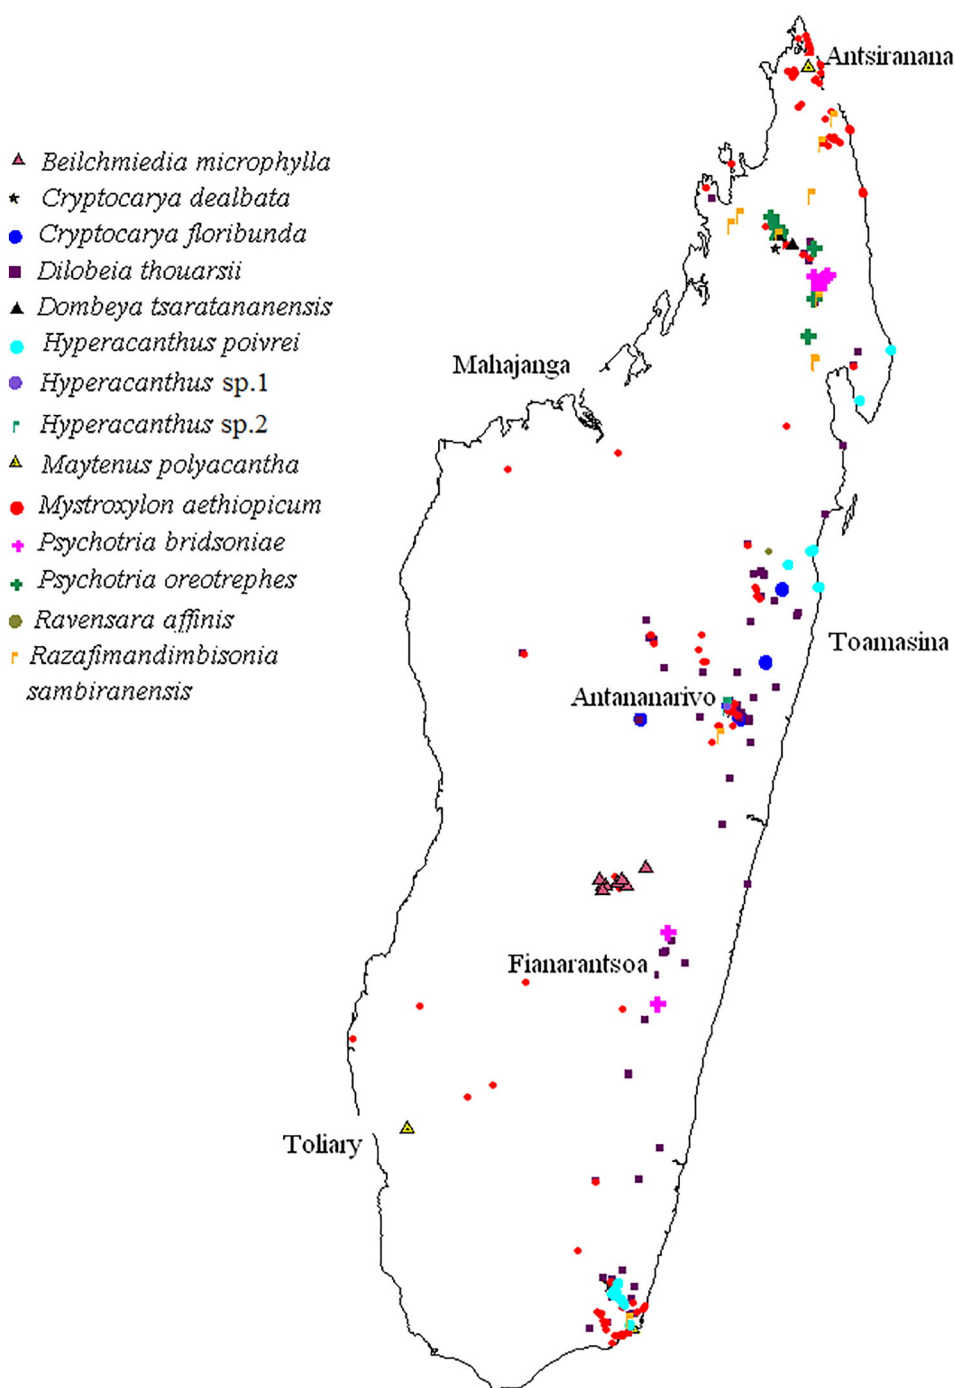 Antsiranana
Beilchmiedia microphylla
Cryptocarya dealbata
Cryptocarya floribunda
Dilobeia thouarsii
Dombeya tsaratananensis
Hyperacanthus poivrei
Hyperacanthus sp.1
Hyperacanthus sp.2
Maytenus polyacantha
Mystroxylon aethiopicum
Psychotria bridsoniae
Psychotria oreotrephes
Ravensara affinis
Razafimandimbisonia
sambiranensis
Mahajanga
Toamasina
Antananarivo
Fianarantsoa
Toliary